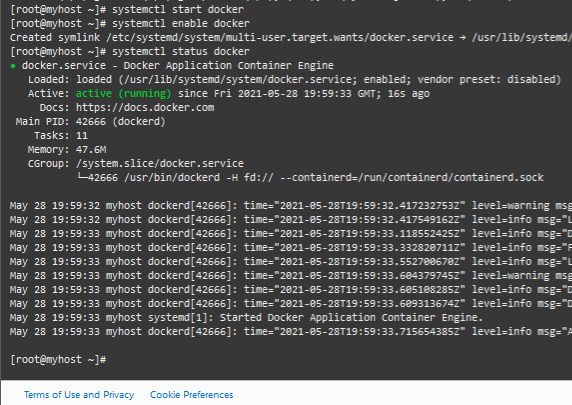 [root@myhost ~]# systemctl start docker
[root@myhost ~]# systemctl enable docker
Created symlink /etc/systemd/system/multi-user.target.wants/docker.service → /usr/lib/systemd/
[root@myhost ~]# systemctl status docker
● docker.service - Docker Application Container Engine
Loaded: loaded (/usr/lib/systemd/system/docker.service; enabled; vendor preset: disabled)
Active: active (running) since Fri 2021-05-28 19:59:33 GMT; 16s ago
Docs: https://docs.docker.com
Main PID: 42666 (dockerd)
Tasks: 11
Memory: 47.6M
CGroup: /system.slice/docker.service
└─42666 /usr/bin/dockerd -H fd:// --containerd=/run/containerd/containerd.sock
May 28 19:59:32 myhost dockerd[42666]: time="2021-05-28T19:59:32.417232753Z" level=warning msg
May 28 19:59:32 myhost dockerd[42666]: time="2021-05-28T19:59:32.417549162Z" level=info msg="L
May 28 19:59:33 myhost dockerd[42666]: time="2021-05-28T19:59:33.118552425Z" level=info msg="D
May 28 19:59:33 myhost dockerd[42666]: time="2021-05-28T19:59:33.332820711Z" level=info msg="F
May 28 19:59:33 myhost dockerd[42666]: time="2021-05-28T19:59:33.552700670Z" level=info msg="L
May 28 19:59:33 myhost dockerd[42666]: time="2021-05-28T19:59:33.604379745Z" level=warning msg
May 28 19:59:33 myhost dockerd[42666]: time="2021-05-28T19:59:33.605108285Z" level=info msg="D
May 28 19:59:33 myhost dockerd[42666]: time="2021-05-28T19:59:33.609313674Z" level=info msg="D
May 28 19:59:33 myhost systemd[1]: Started Docker Application Container Engine.
May 28 19:59:33 myhost dockerd[42666]: time="2021-05-28T19:59:33.715654385Z" level=info msg="A
[root@myhost ~]#
Terms of Use and Privacy Cookie Preferences